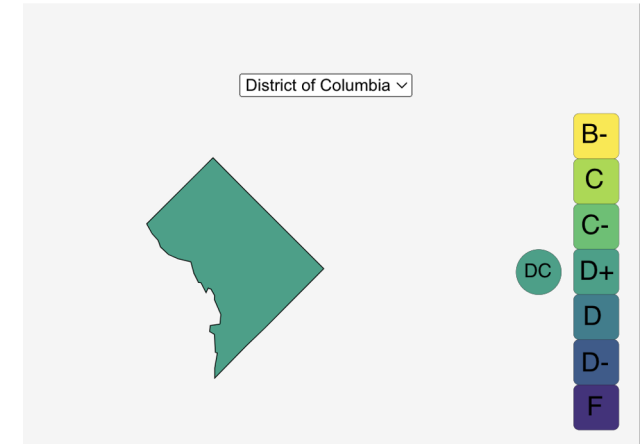 District of Columbia
B-
C
C-
DC
D+
D
D-
F